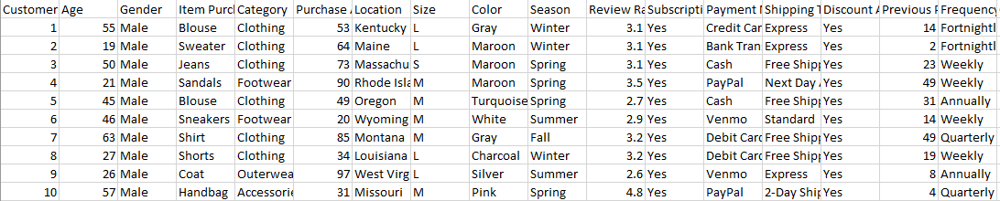 Customer Age Gender Item Purc Category Purchase Location Size Color Season Review Ra Subscripti Payment Shipping Discount Previous Frequency
1 55 Male Blouse Clothing 53 Kentucky L Gray Winter 3.1 Yes Credit Car Express Yes 14 Fortnightl
2 19 Male Sweater Clothing 64 Maine L Maroon Winter 3.1 Yes Bank Tran Express Yes 2 Fortnightl
3 50 Male Jeans Clothing 73 Massachu S Maroon Spring 3.1 Yes Cash Free Ship Yes 23 Weekly
4 21 Male Sandals Footwear 90 Rhode Isla M Maroon Spring 3.5 Yes PayPal Next Day Yes 49 Weekly
5 45 Male Blouse Clothing 49 Oregon M Turquoise Spring 2.7 Yes Cash Free Ship Yes 31 Annually
6 46 Male Sneakers Footwear 20 Wyoming M White Summer 2.9 Yes Venmo Standard Yes 14 Weekly
7 63 Male Shirt Clothing 85 Montana M Gray Fall 3.2 Yes Debit Card Free Ship Yes 49 Quarterly
8 27 Male Shorts Clothing 34 Louisiana L Charcoal Winter 3.2 Yes Debit Card Free Ship Yes 19 Weekly
9 26 Male Coat Outerwea 97 West Virg L Silver Summer 2.6 Yes Venmo Express Yes 8 Annually
10 57 Male Handbag Accessorie 31 Missouri M Pink Spring 4.8 Yes PayPal 2-Day Ship Yes 4 Quarterly